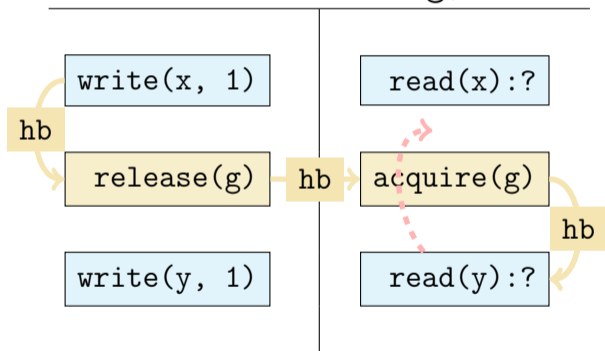 write(x, 1) read(x):?
hb
release(g) hb acquire(g)
hb
write(y, 1) read(y):?